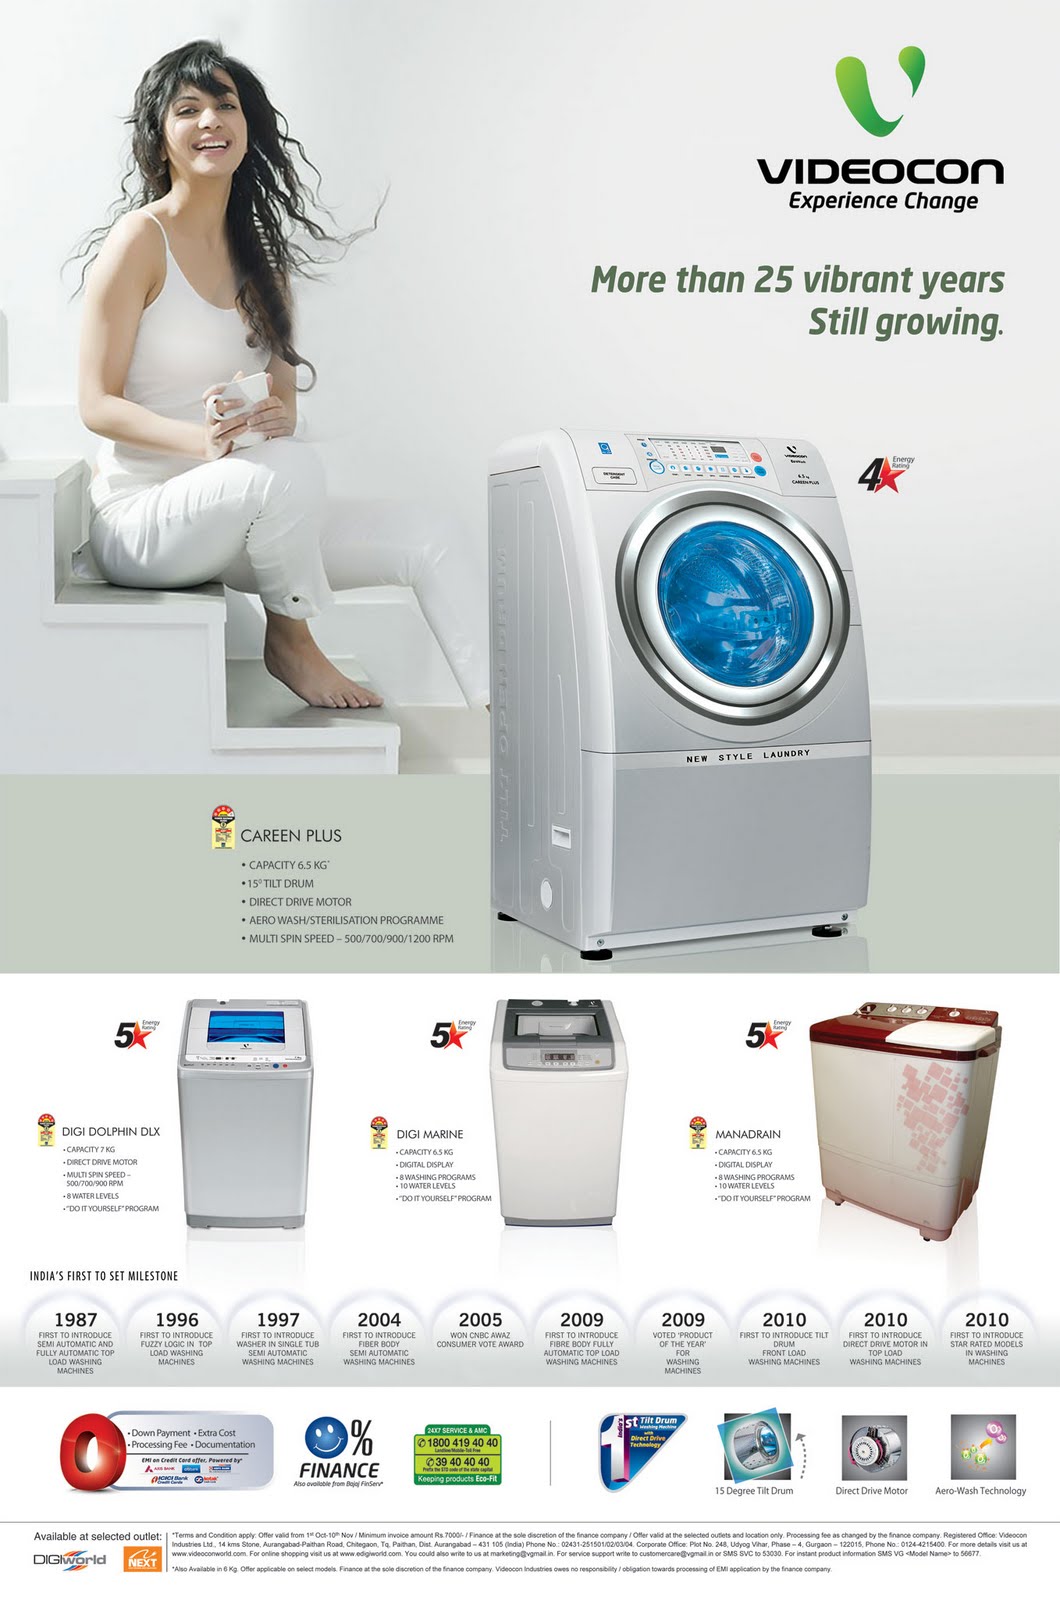 VIDEOCON
Experience Change
More than 25 vibrant years
Still growing.
4 Energy
Rating
DETERGENT
CASE
VIDEOCON
6.5 kg
CAREEN PLUS
NEW STYLE LAUNDRY
CAREEN PLUS
• CAPACITY 6.5 KG*
• 15° TILT DRUM
• DIRECT DRIVE MOTOR
• AERO WASH/STERILISATION PROGRAMME
• MULTI SPIN SPEED – 500/700/900/1200 RPM
5 Energy
Rating
DIGI DOLPHIN DLX
• CAPACITY 7 KG
• DIRECT DRIVE MOTOR
• MULTI SPIN SPEED –
500/700/900 RPM
• 8 WATER LEVELS
• "DO IT YOURSELF" PROGRAM
5 Energy
Rating
DIGI MARINE
• CAPACITY 6.5 KG
• DIGITAL DISPLAY
• 8 WASHING PROGRAMS
• 10 WATER LEVELS
• "DO IT YOURSELF" PROGRAM
5 Energy
Rating
MANADRAIN
• CAPACITY 6.5 KG
• DIGITAL DISPLAY
• 8 WASHING PROGRAMS
• 10 WATER LEVELS
• "DO IT YOURSELF" PROGRAM
INDIA'S FIRST TO SET MILESTONE
1987
FIRST TO INTRODUCE
SEMI AUTOMATIC AND
FULLY AUTOMATIC TOP
LOAD WASHING
MACHINES
1996
FIRST TO INTRODUCE
FUZZY LOGIC IN TOP
LOAD WASHING
MACHINES
1997
FIRST TO INTRODUCE
WASHER IN SINGLE TUB
SEMI AUTOMATIC
WASHING MACHINES
2004
FIRST TO INTRODUCE
FIBER BODY
SEMI AUTOMATIC
WASHING MACHINES
2005
WON CNBC AWAZ
CONSUMER VOTE AWARD
2009
FIRST TO INTRODUCE
FIBRE BODY FULLY
AUTOMATIC TOP LOAD
WASHING MACHINES
2009
VOTED 'PRODUCT
OF THE YEAR'
FOR
WASHING
MACHINES
2010
FIRST TO INTRODUCE TILT
DRUM
FRONT LOAD
WASHING MACHINES
2010
FIRST TO INTRODUCE
DIRECT DRIVE MOTOR IN
TOP LOAD
WASHING MACHINES
2010
FIRST TO INTRODUCE
STAR RATED MODELS
IN WASHING
MACHINES
0
• Down Payment • Extra Cost
• Processing Fee • Documentation
EMI on Credit Card offer, Powered by*
AXIS BANK citibank HDFC BANK
ICICI Bank
Credit Cards
kotak
0%
FINANCE
Also available from Bajaj FinServ*
24X7 SERVICE & AMC
1800 419 40 40
Landline/Mobile-Toll Free
39 40 40 40
Prefix the STD code of the state capital
Keeping products Eco-Fit
India's
1st Tilt Drum
Washing Machine
with
Direct Drive
Technology
15 Degree Tilt Drum
Direct Drive Motor
Aero-Wash Technology
Available at selected outlet:
DIGIworld
NEXT
*Terms and Condition apply: Offer valid from 1st Oct-10th Nov / Minimum invoice amount Rs.7000/- / Finance at the sole discretion of the finance company / Offer valid at the selected outlets and location only. Processing fee as changed by the finance company. Registered Office: Videocon
Industries Ltd., 14 kms Stone, Aurangabad-Paithan Road, Chitegaon, Tq, Paithan, Dist. Aurangabad – 431 105 (India) Phone No.: 02431-251501/02/03/04. Corporate Office: Plot No. 248, Udyog Vihar, Phase – 4, Gurgaon – 122015, Phone No.: 0124-4215400. For more details visit us at
www.videoconworld.com. For online shopping visit us at www.edigiworld.com. You could also write to us at marketing@vgmail.in. For service support write to customercare@vgmail.in or SMS SVC to 53030. For instant product information SMS VG <Model Name> to 56677.
*Also Available in 6 Kg. Offer applicable on select models. Finance at the sole discretion of the finance company. Videocon Industries owes no responsibility / obligation towards processing of EMI application by the finance company.